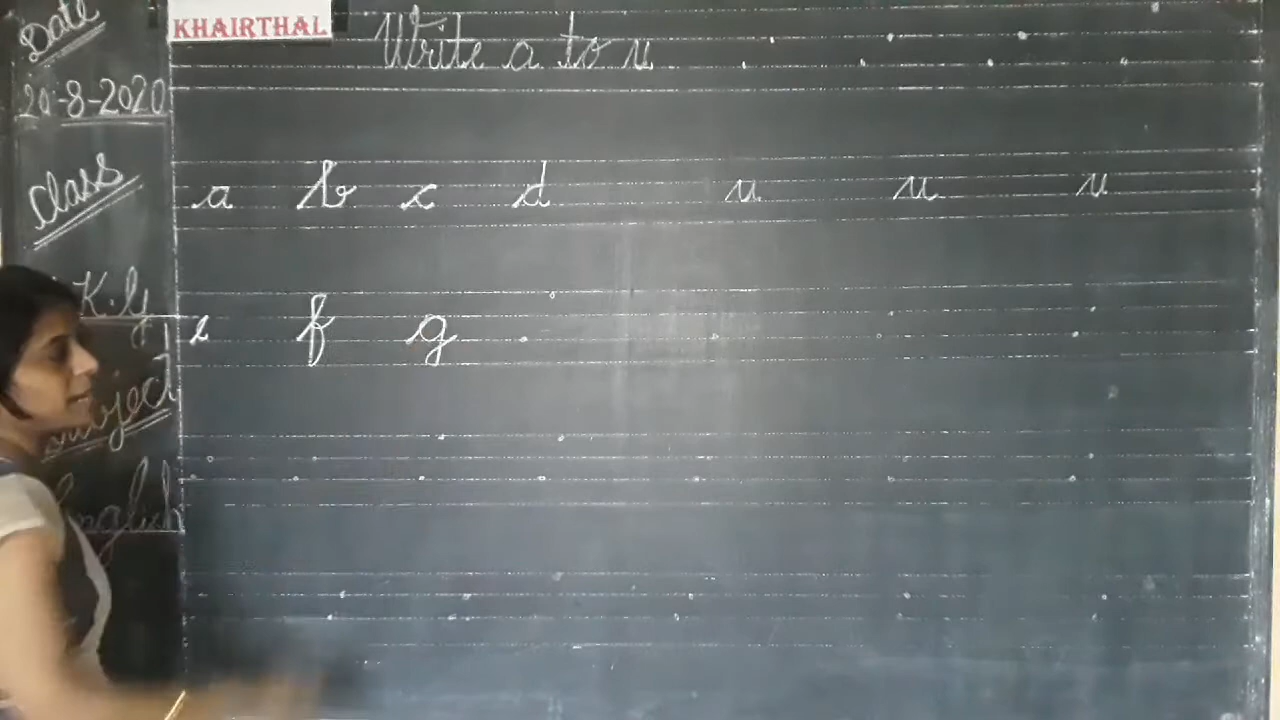 Date
20-8-2020
Class
K.G
Subject
English
KHAIRTHAL
Write a to u
a b c d u u u
e f g